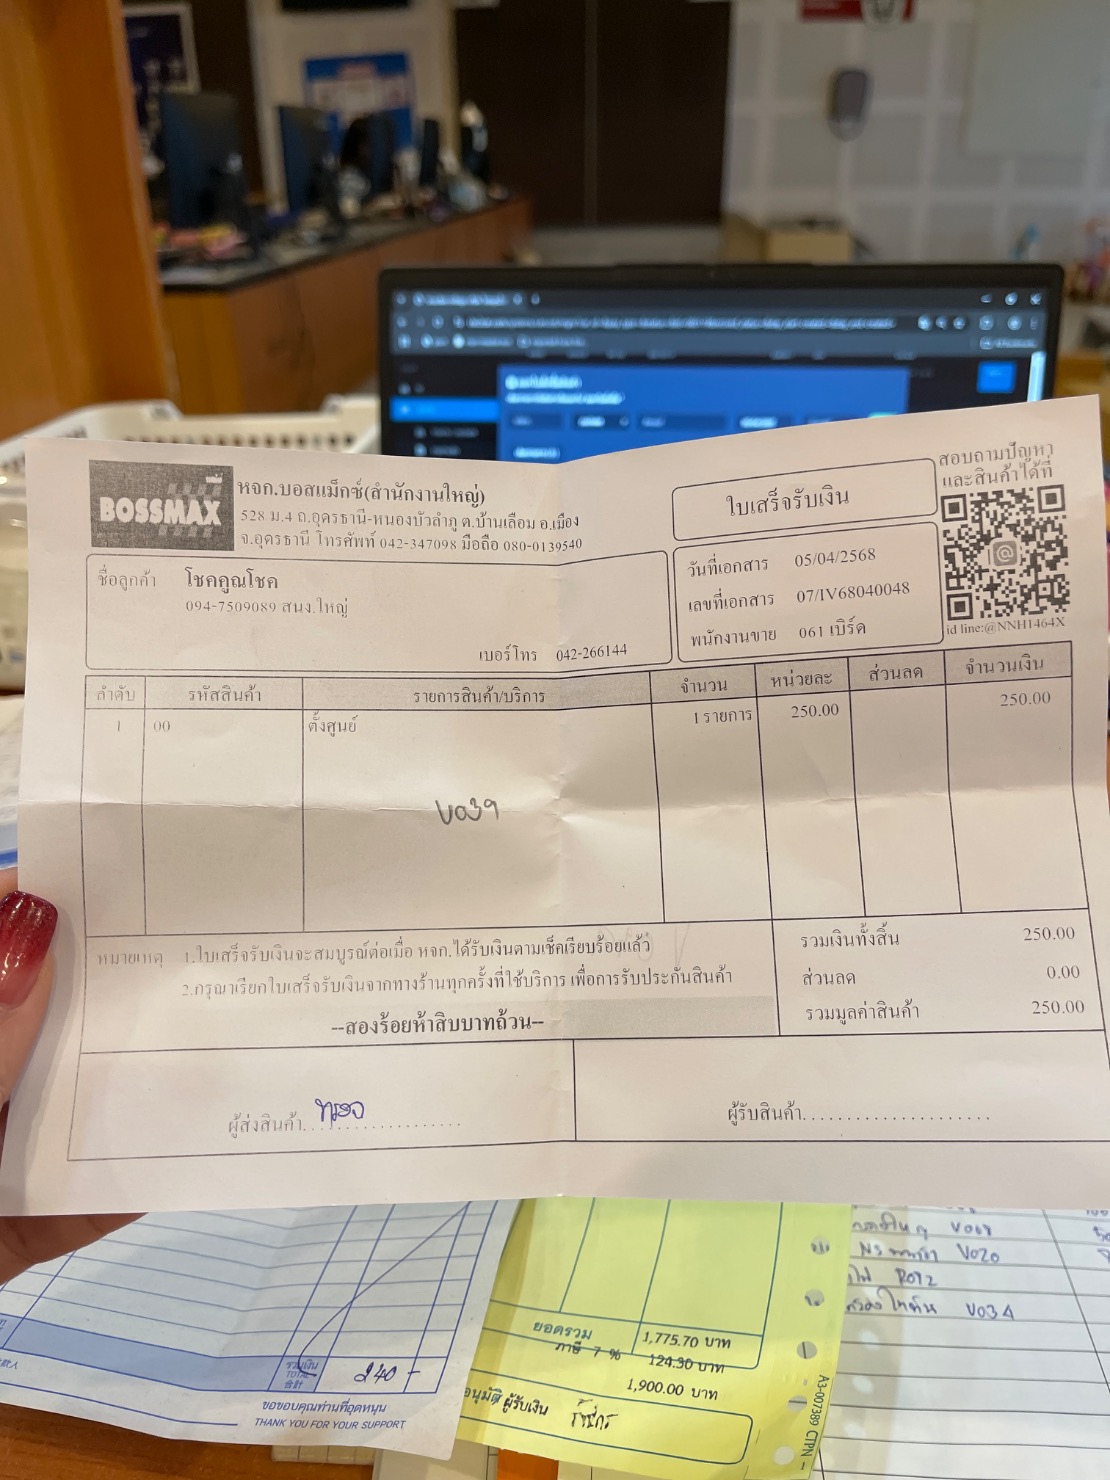 BOSSMAX
หจก.บอสแม็กซ์(สำนักงานใหญ่)
528 ม.4 ถ.อุดรธานี-หนองบัวลำภู ต.บ้านเลื่อม อ.เมือง
จ.อุดรธานี โทรศัพท์ 042-347098 มือถือ 080-0139540
ใบเสร็จรับเงิน
สอบถามปัญหา
และสินค้าได้ที่
id line:@NNH1464X
ชื่อลูกค้า โชคคูณโชค
094-7509089 สนง.ใหญ่
เบอร์โทร 042-266144
วันที่เอกสาร 05/04/2568
เลขที่เอกสาร 07/IV68040048
พนักงานขาย 061 เบิร์ด
ลำดับ รหัสสินค้า รายการสินค้า/บริการ จำนวน หน่วยละ ส่วนลด จำนวนเงิน
1 00 ตั้งศูนย์ 1 รายการ 250.00 250.00
V039
หมายเหตุ 1.ใบเสร็จรับเงินจะสมบูรณ์ต่อเมื่อ หจก.ได้รับเงินตามเช็คเรียบร้อยแล้ว
2.กรุณาเรียกใบเสร็จรับเงินจากทางร้านทุกครั้งที่ใช้บริการ เพื่อการรับประกันสินค้า
--สองร้อยห้าสิบบาทถ้วน--
รวมเงินทั้งสิ้น 250.00
ส่วนลด 0.00
รวมมูลค่าสินค้า 250.00
ผู้ส่งสินค้า....................
ผู้รับสินค้า....................
รวมเงิน
TOTAL
240 -
ขอขอบคุณท่านที่อุดหนุน
THANK YOU FOR YOUR SUPPORT
ยอดรวม 1,775.70 บาท
ภาษี 7 % 124.30 บาท
1,900.00 บาท
อนุมัติ ผู้รับเงิน
A3-007389 CTPN
V068
V020
R092
V034